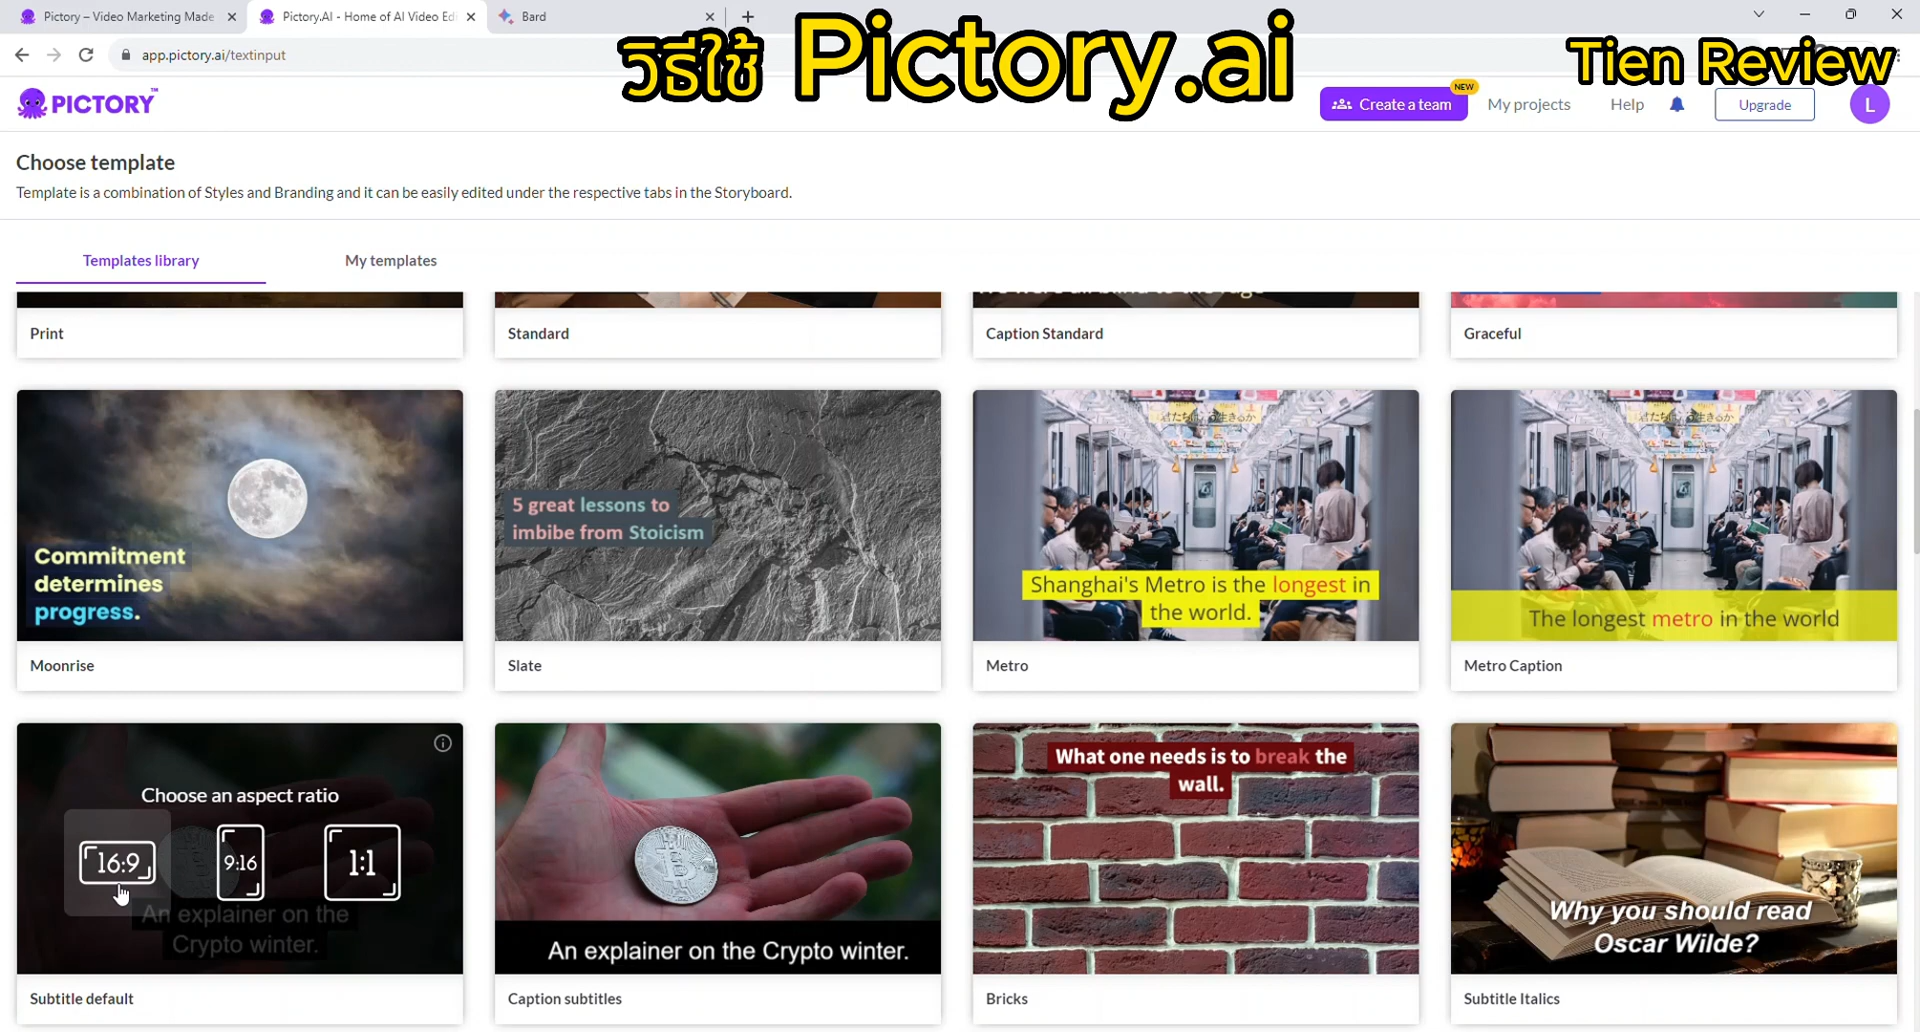 Pictory – Video Marketing Made
Pictory.AI - Home of AI Video Edi
Bard
app.pictory.ai/textinput
วิธีใช้ Pictory.ai
Tien Review
PICTORY
NEW
Create a team
My projects
Help
Upgrade
L
Choose template
Template is a combination of Styles and Branding and it can be easily edited under the respective tabs in the Storyboard.
Templates library
My templates
Print
Standard
Caption Standard
Graceful
Commitment
determines
progress.
5 great lessons to
imbibe from Stoicism
Shanghai's Metro is the longest in
the world.
The longest metro in the world
Moonrise
Slate
Metro
Metro Caption
Choose an aspect ratio
16:9
9:16
1:1
An explainer on the
Crypto winter.
An explainer on the Crypto winter.
What one needs is to break the
wall.
Why you should read
Oscar Wilde?
Subtitle default
Caption subtitles
Bricks
Subtitle Italics